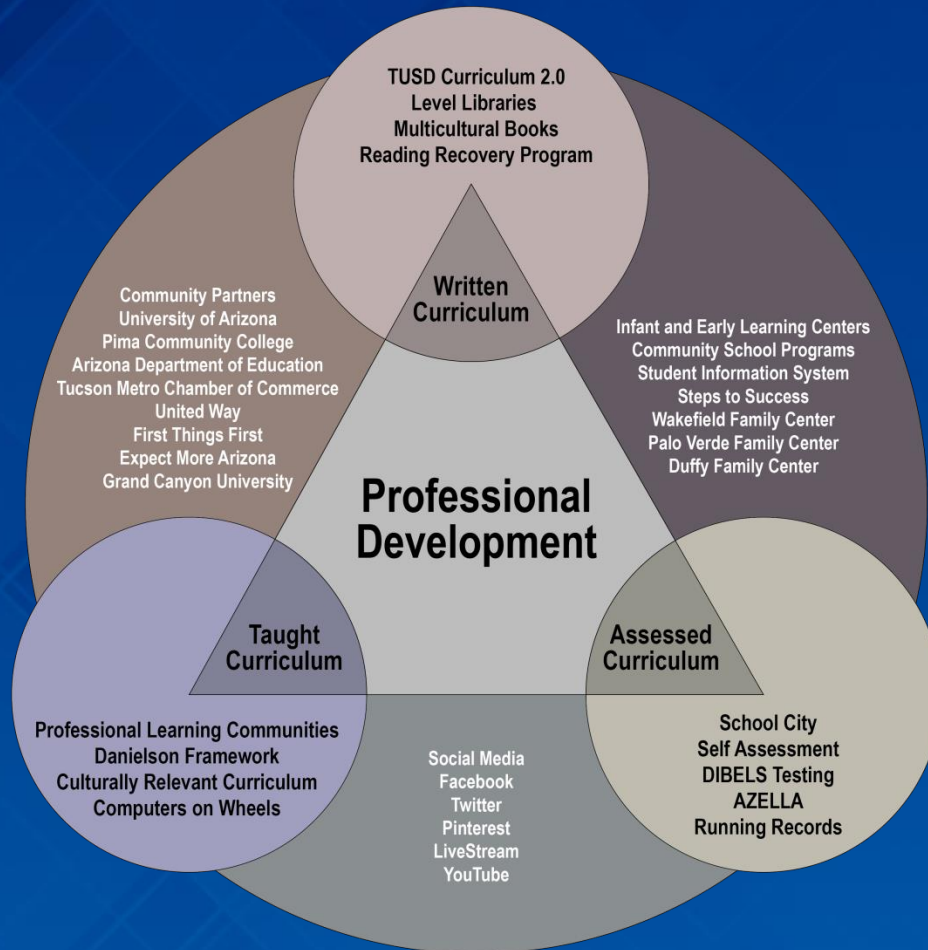 TUSD Curriculum 2.0
Level Libraries
Multicultural Books
Reading Recovery Program
Written
Curriculum
Community Partners
University of Arizona
Pima Community College
Arizona Department of Education
Tucson Metro Chamber of Commerce
United Way
First Things First
Expect More Arizona
Grand Canyon University
Infant and Early Learning Centers
Community School Programs
Student Information System
Steps to Success
Wakefield Family Center
Palo Verde Family Center
Duffy Family Center
Professional
Development
Taught
Curriculum
Assessed
Curriculum
Professional Learning Communities
Danielson Framework
Culturally Relevant Curriculum
Computers on Wheels
Social Media
Facebook
Twitter
Pinterest
LiveStream
YouTube
School City
Self Assessment
DIBELS Testing
AZELLA
Running Records